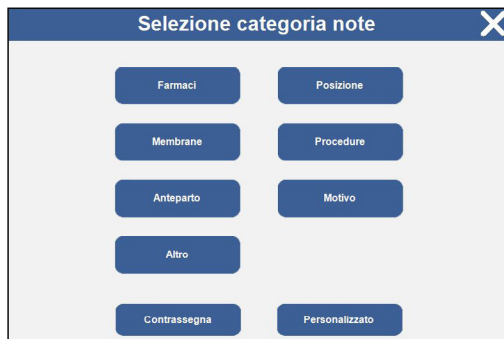 Selezione categoria note
Farmaci Posizione
Membrane Procedure
Anteparto Motivo
Altro
Contrassegna Personalizzato